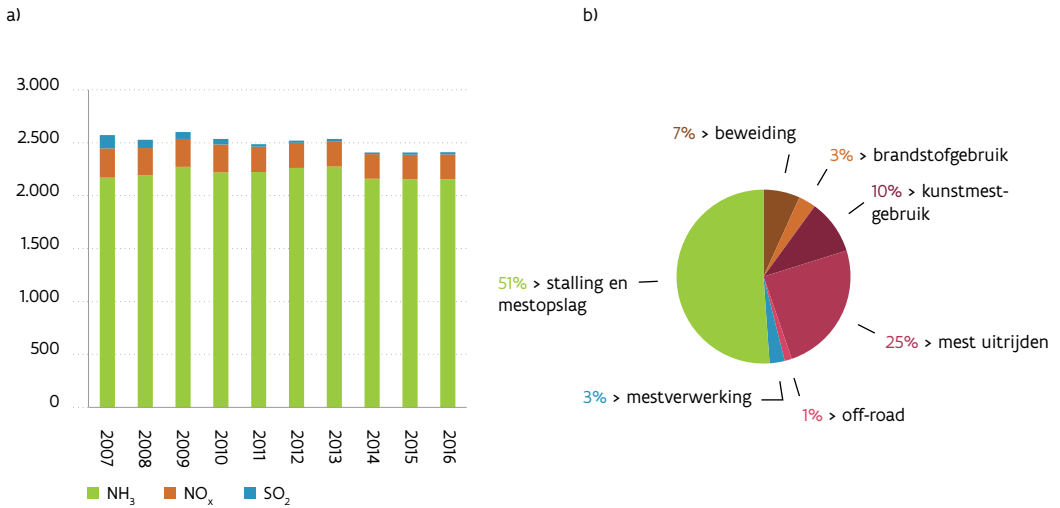 a)
3.000
2.500
2.000
1.500
1.000
500
0
2007
2008
2009
2010
2011
2012
2013
2014
2015
2016
NH₃
NOₓ
SO₂
b)
7% > beweiding
3% > brandstofgebruik
10% > kunstmest-
gebruik
51% > stalling en
mestopslag
25% > mest uitrijden
3% > mestverwerking
1% > off-road